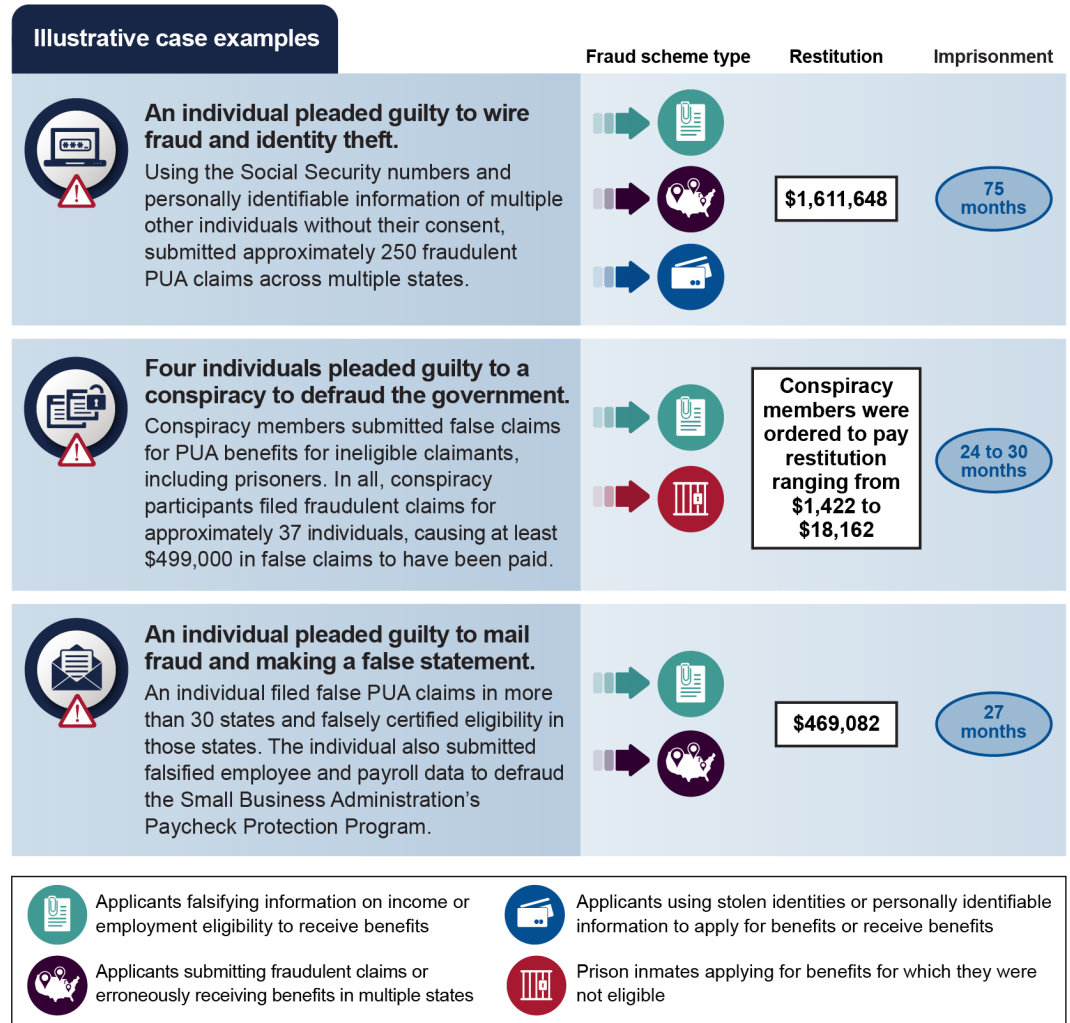 Illustrative case examples
Fraud scheme type
Restitution
Imprisonment
An individual pleaded guilty to wire
fraud and identity theft.
Using the Social Security numbers and
personally identifiable information of multiple
other individuals without their consent,
submitted approximately 250 fraudulent
PUA claims across multiple states.
$1,611,648
75
months
Four individuals pleaded guilty to a
conspiracy to defraud the government.
Conspiracy members submitted false claims
for PUA benefits for ineligible claimants,
including prisoners. In all, conspiracy
participants filed fraudulent claims for
approximately 37 individuals, causing at least
$499,000 in false claims to have been paid.
Conspiracy
members were
ordered to pay
restitution
ranging from
$1,422 to
$18,162
24 to 30
months
An individual pleaded guilty to mail
fraud and making a false statement.
An individual filed false PUA claims in more
than 30 states and falsely certified eligibility in
those states. The individual also submitted
falsified employee and payroll data to defraud
the Small Business Administration’s
Paycheck Protection Program.
$469,082
27
months
Applicants falsifying information on income or
employment eligibility to receive benefits
Applicants using stolen identities or personally identifiable
information to apply for benefits or receive benefits
Applicants submitting fraudulent claims or
erroneously receiving benefits in multiple states
Prison inmates applying for benefits for which they were
not eligible